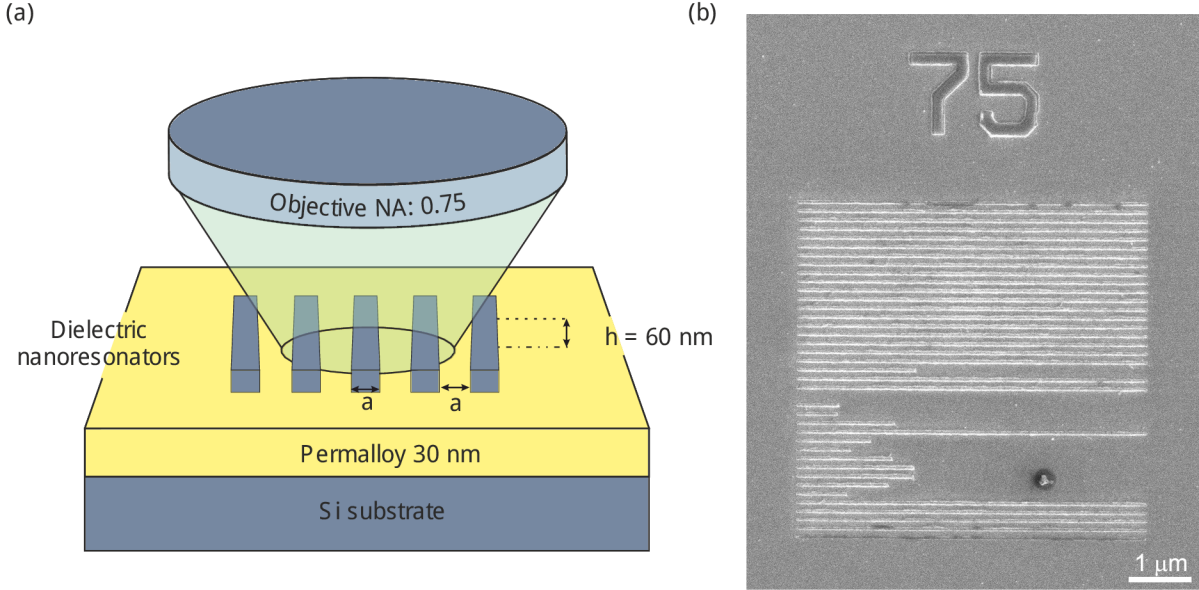 (a)
(b)
75
Objective NA: 0.75
Dielectric
nanoresonators
h = 60 nm
a
a
Permalloy 30 nm
Si substrate
1 μm